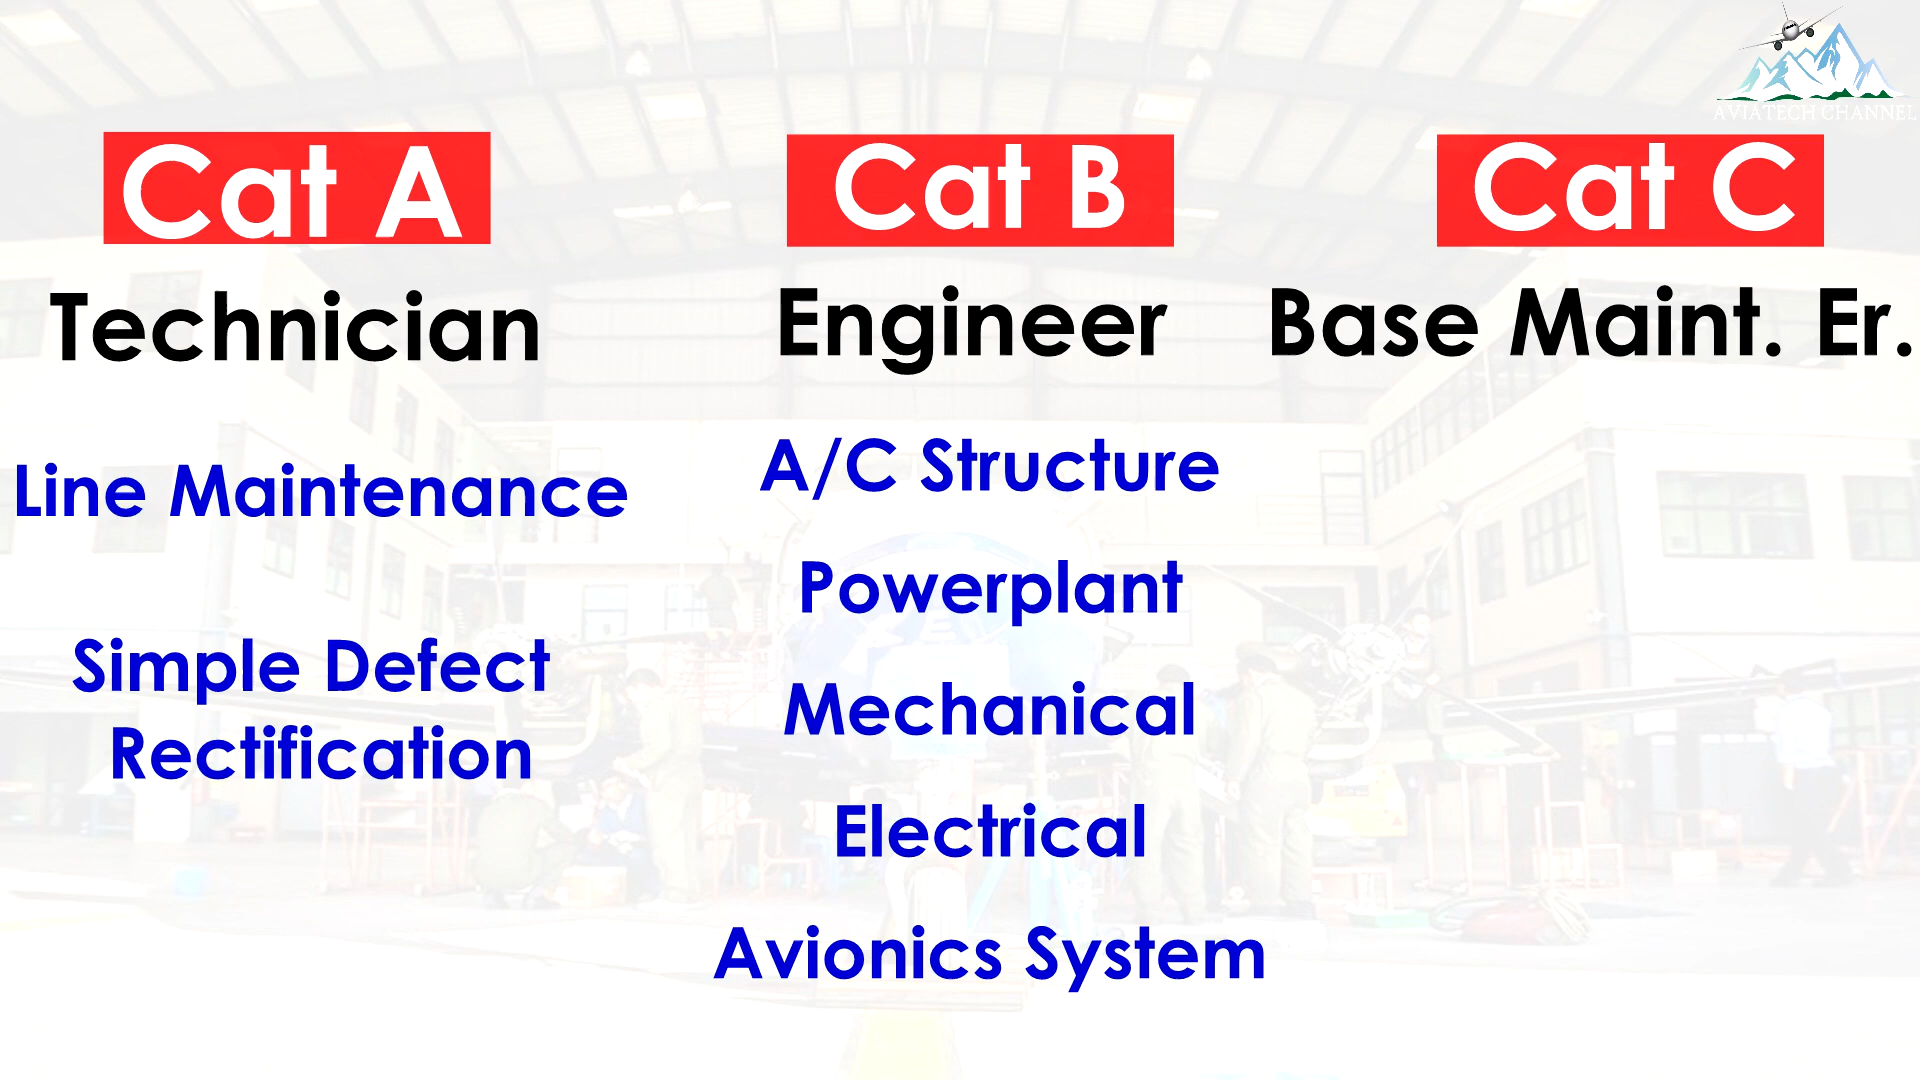 AVIATECH CHANNEL
Cat A
Technician
Line Maintenance
Simple Defect
Rectification
Cat B
Engineer
A/C Structure
Powerplant
Mechanical
Electrical
Avionics System
Cat C
Base Maint. Er.